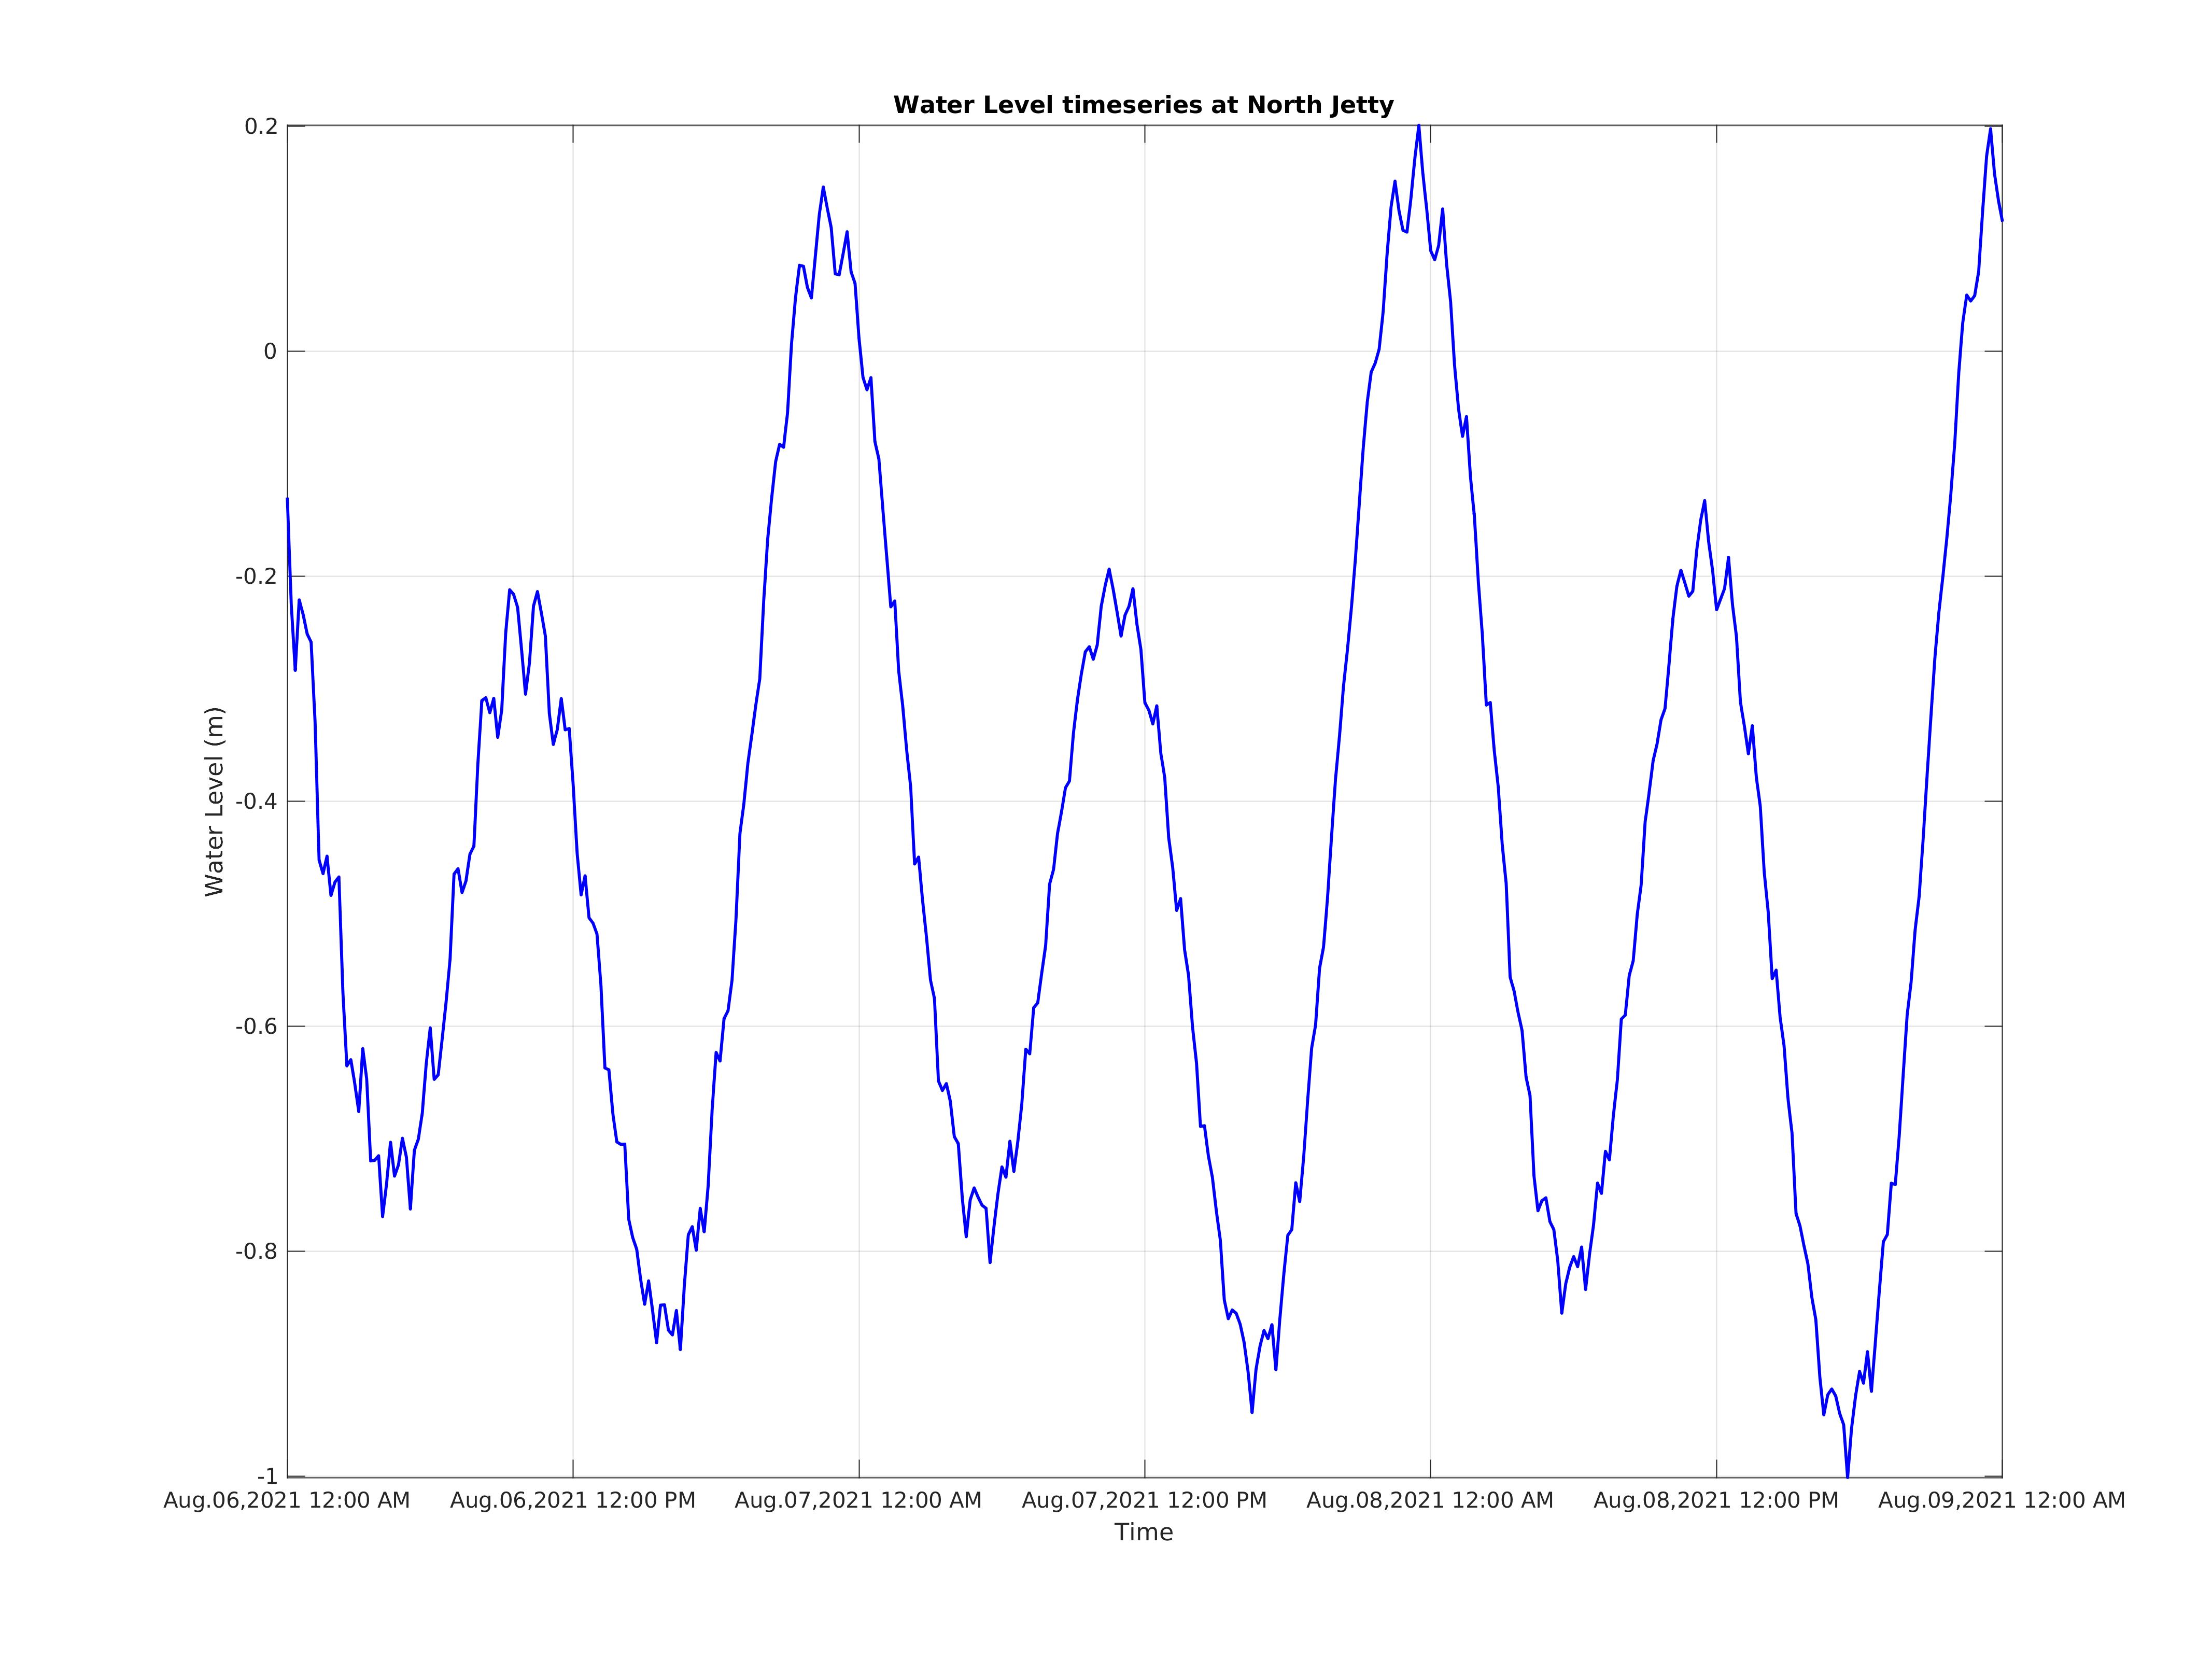 Water Level timeseries at North Jetty
0.2
0
-0.2
-0.4
-0.6
-0.8
-1
Water Level (m)
Aug.06,2021 12:00 AM Aug.06,2021 12:00 PM Aug.07,2021 12:00 AM Aug.07,2021 12:00 PM Aug.08,2021 12:00 AM Aug.08,2021 12:00 PM Aug.09,2021 12:00 AM
Time